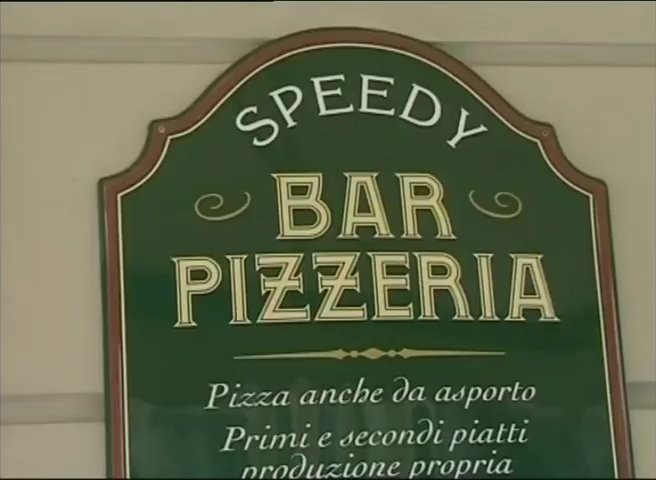 SPEEDY
BAR
PIZZERIA
Pizza anche da asporto
Primi e secondi piatti
produzione propria